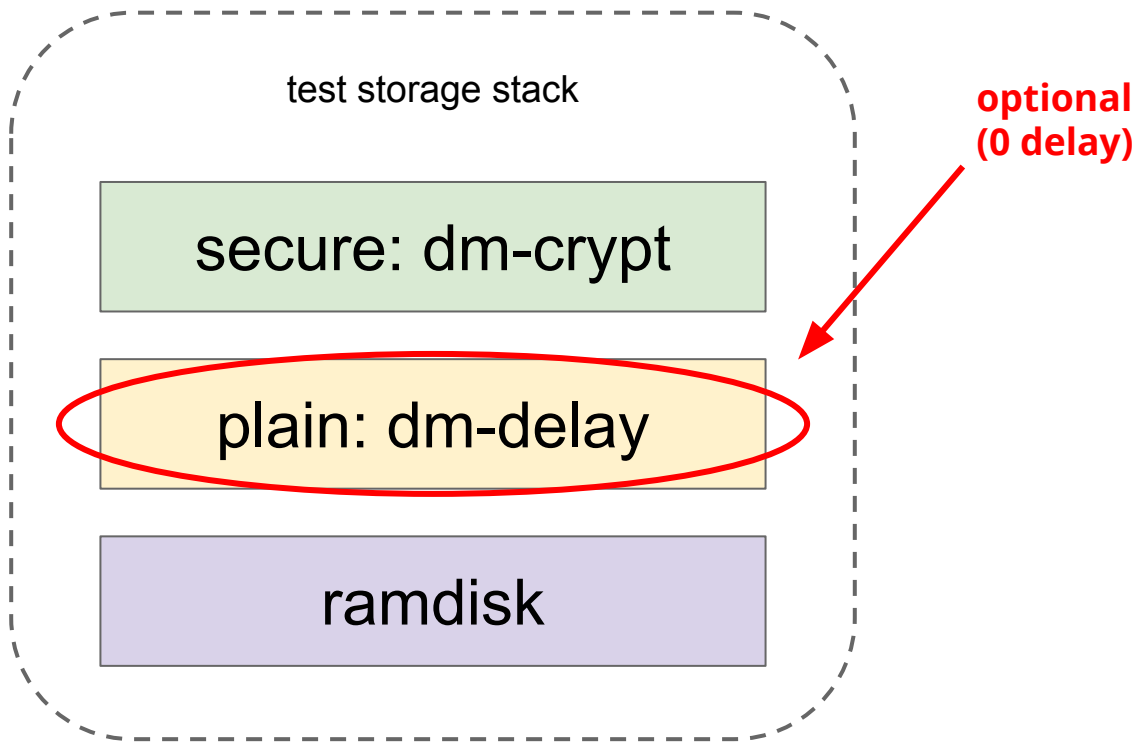 test storage stack
optional
(0 delay)
secure: dm-crypt
plain: dm-delay
ramdisk